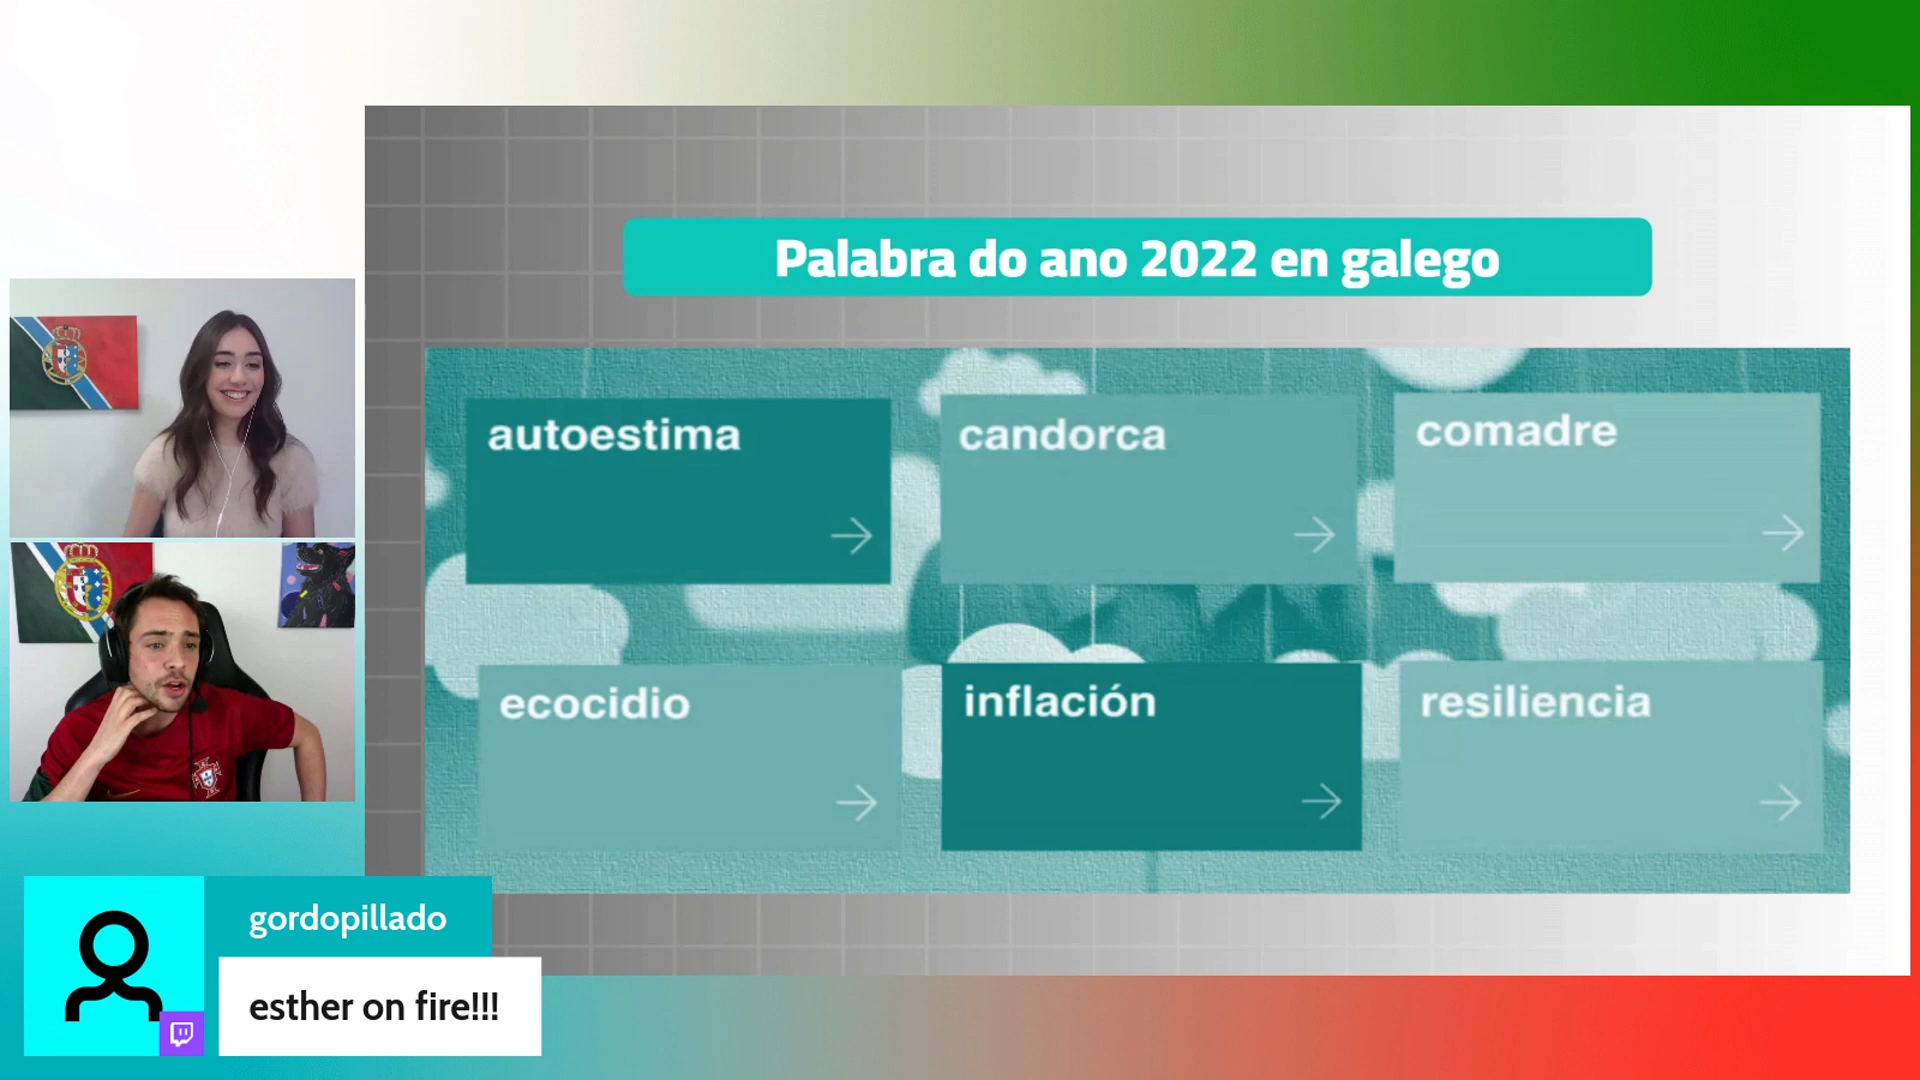 Palabra do ano 2022 en galego
autoestima
candorca
comadre
ecocidio
inflación
resiliencia
gordopillado
esther on fire!!!